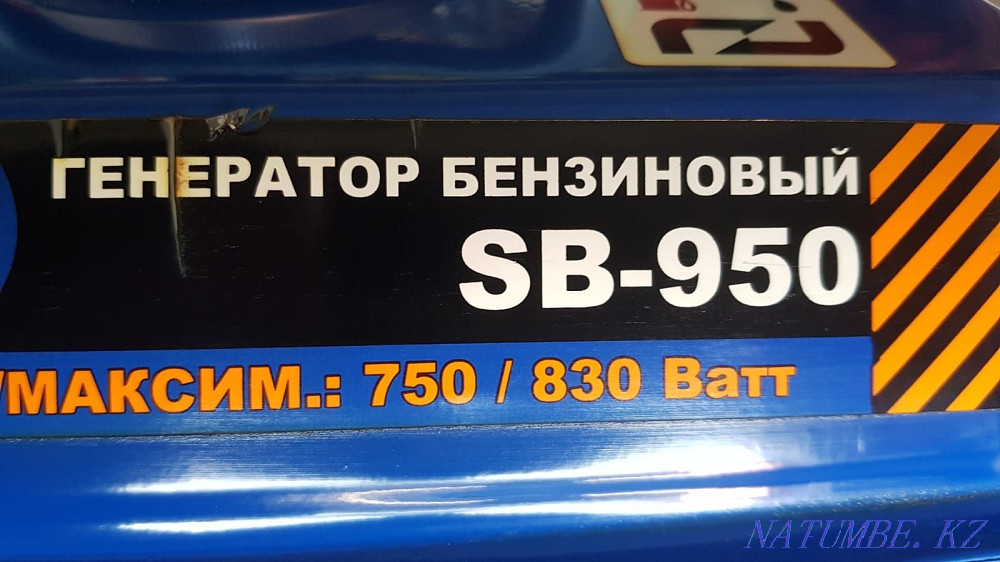 ГЕНЕРАТОР БЕНЗИНОВЫЙ
SB-950
/МАКСИМ.: 750 / 830 Ватт
NATUMBE. KZ